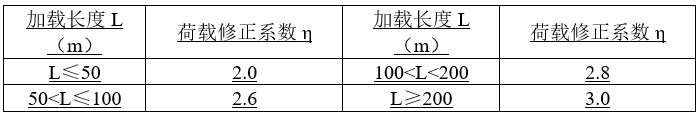 加载长度 L（m） 荷载修正系数 η 加载长度 L（m） 荷载修正系数 η
L≤50 2.0 100<L<200 2.8
50<L≤100 2.6 L≥200 3.0